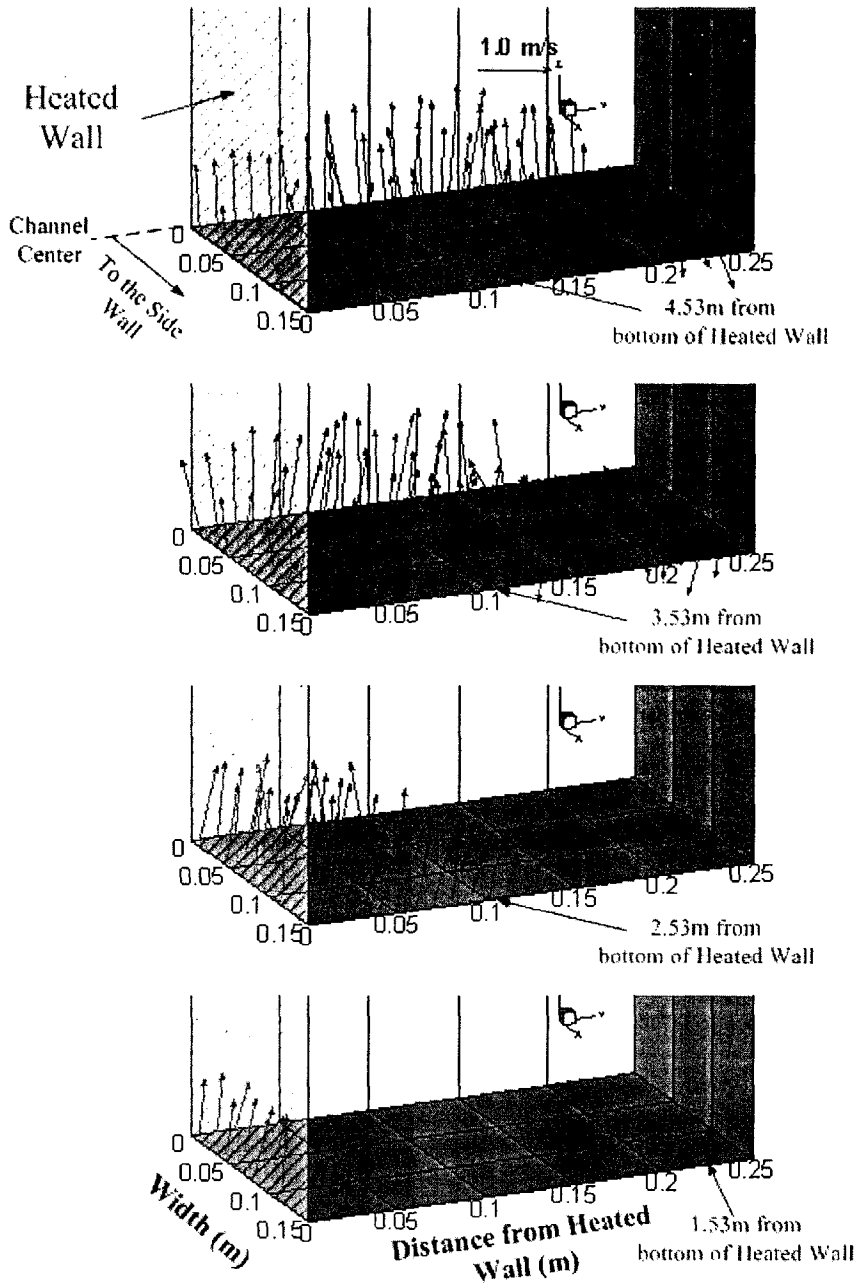 1.0 m/s
z
Y
X
Heated
Wall
Channel
Center
To the Side
Wall
0
0.05
0.1
0.15
0
0.05
0.1
0.15
0.2
0.25
4.53m from
bottom of Heated Wall
Y
X
0
0.05
0.1
0.15
0
0.05
0.1
0.15
0.2
0.25
3.53m from
bottom of Heated Wall
Y
X
0
0.05
0.1
0.15
0
0.05
0.1
0.15
0.2
0.25
2.53m from
bottom of Heated Wall
Y
X
0
0.05
0.1
0.15
0
0.05
0.1
0.15
0.2
0.25
Width (m)
Distance from Heated
Wall (m)
1.53m from
bottom of Heated Wall